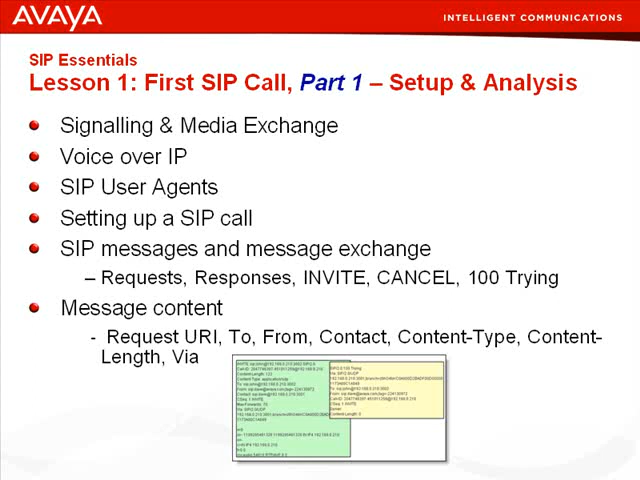 AVAYA
INTELLIGENT COMMUNICATIONS
SIP Essentials
Lesson 1: First SIP Call, Part 1 – Setup & Analysis
Signalling & Media Exchange
Voice over IP
SIP User Agents
Setting up a SIP call
SIP messages and message exchange
– Requests, Responses, INVITE, CANCEL, 100 Trying
Message content
- Request URI, To, From, Contact, Content-Type, Content-
Length, Via